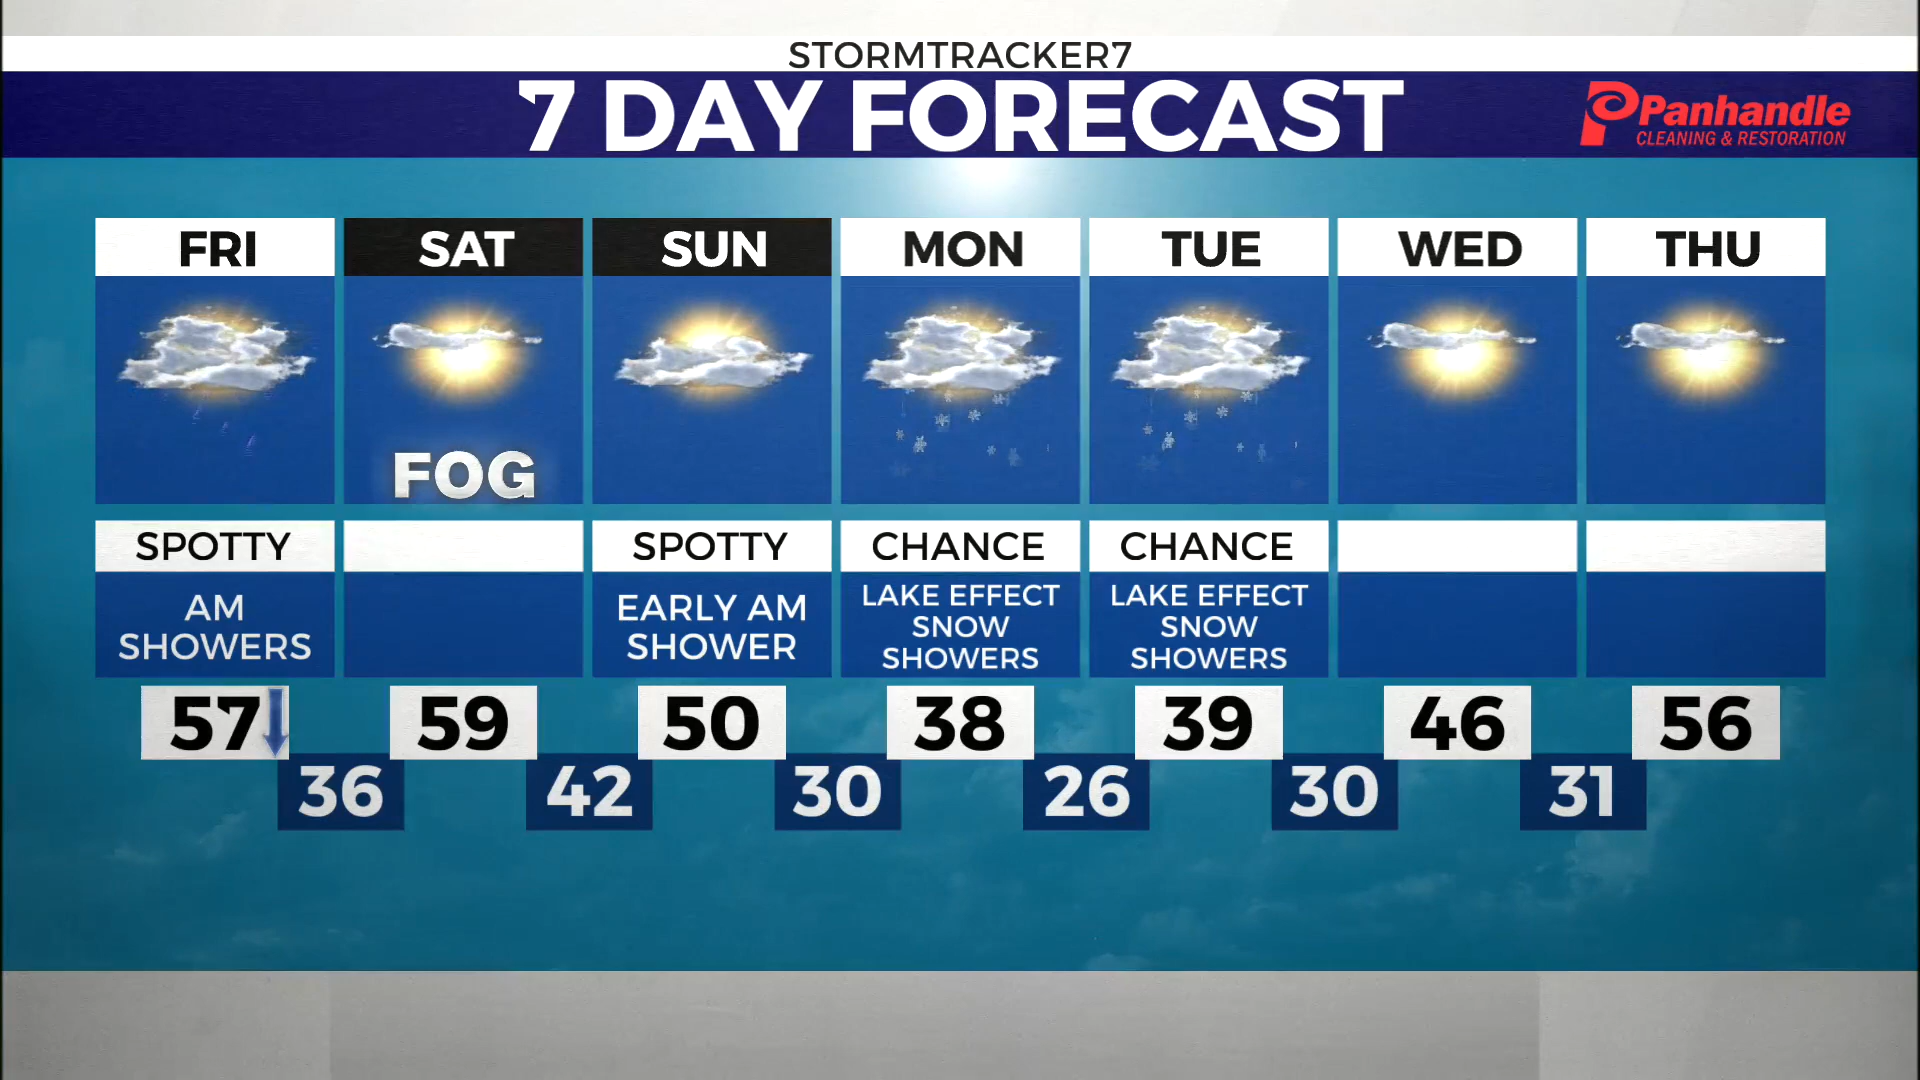 STORMTRACKER7
7 DAY FORECAST
Panhandle
CLEANING & RESTORATION
FRI
SAT
SUN
MON
TUE
WED
THU
FOG
SPOTTY
AM
SHOWERS
SPOTTY
EARLY AM
SHOWER
CHANCE
LAKE EFFECT
SNOW
SHOWERS
CHANCE
LAKE EFFECT
SNOW
SHOWERS
57
59
50
38
39
46
56
36
42
30
26
30
31